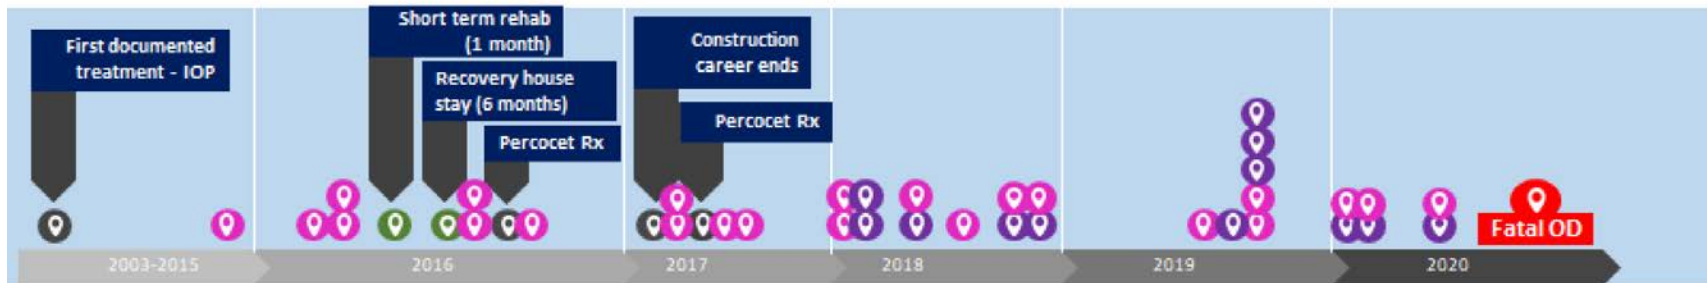 First documented
treatment - IOP
Short term rehab
(1 month)
Recovery house
stay (6 months)
Percocet Rx
Construction
career ends
Percocet Rx
Fatal OD
2003-2015
2016
2017
2018
2019
2020